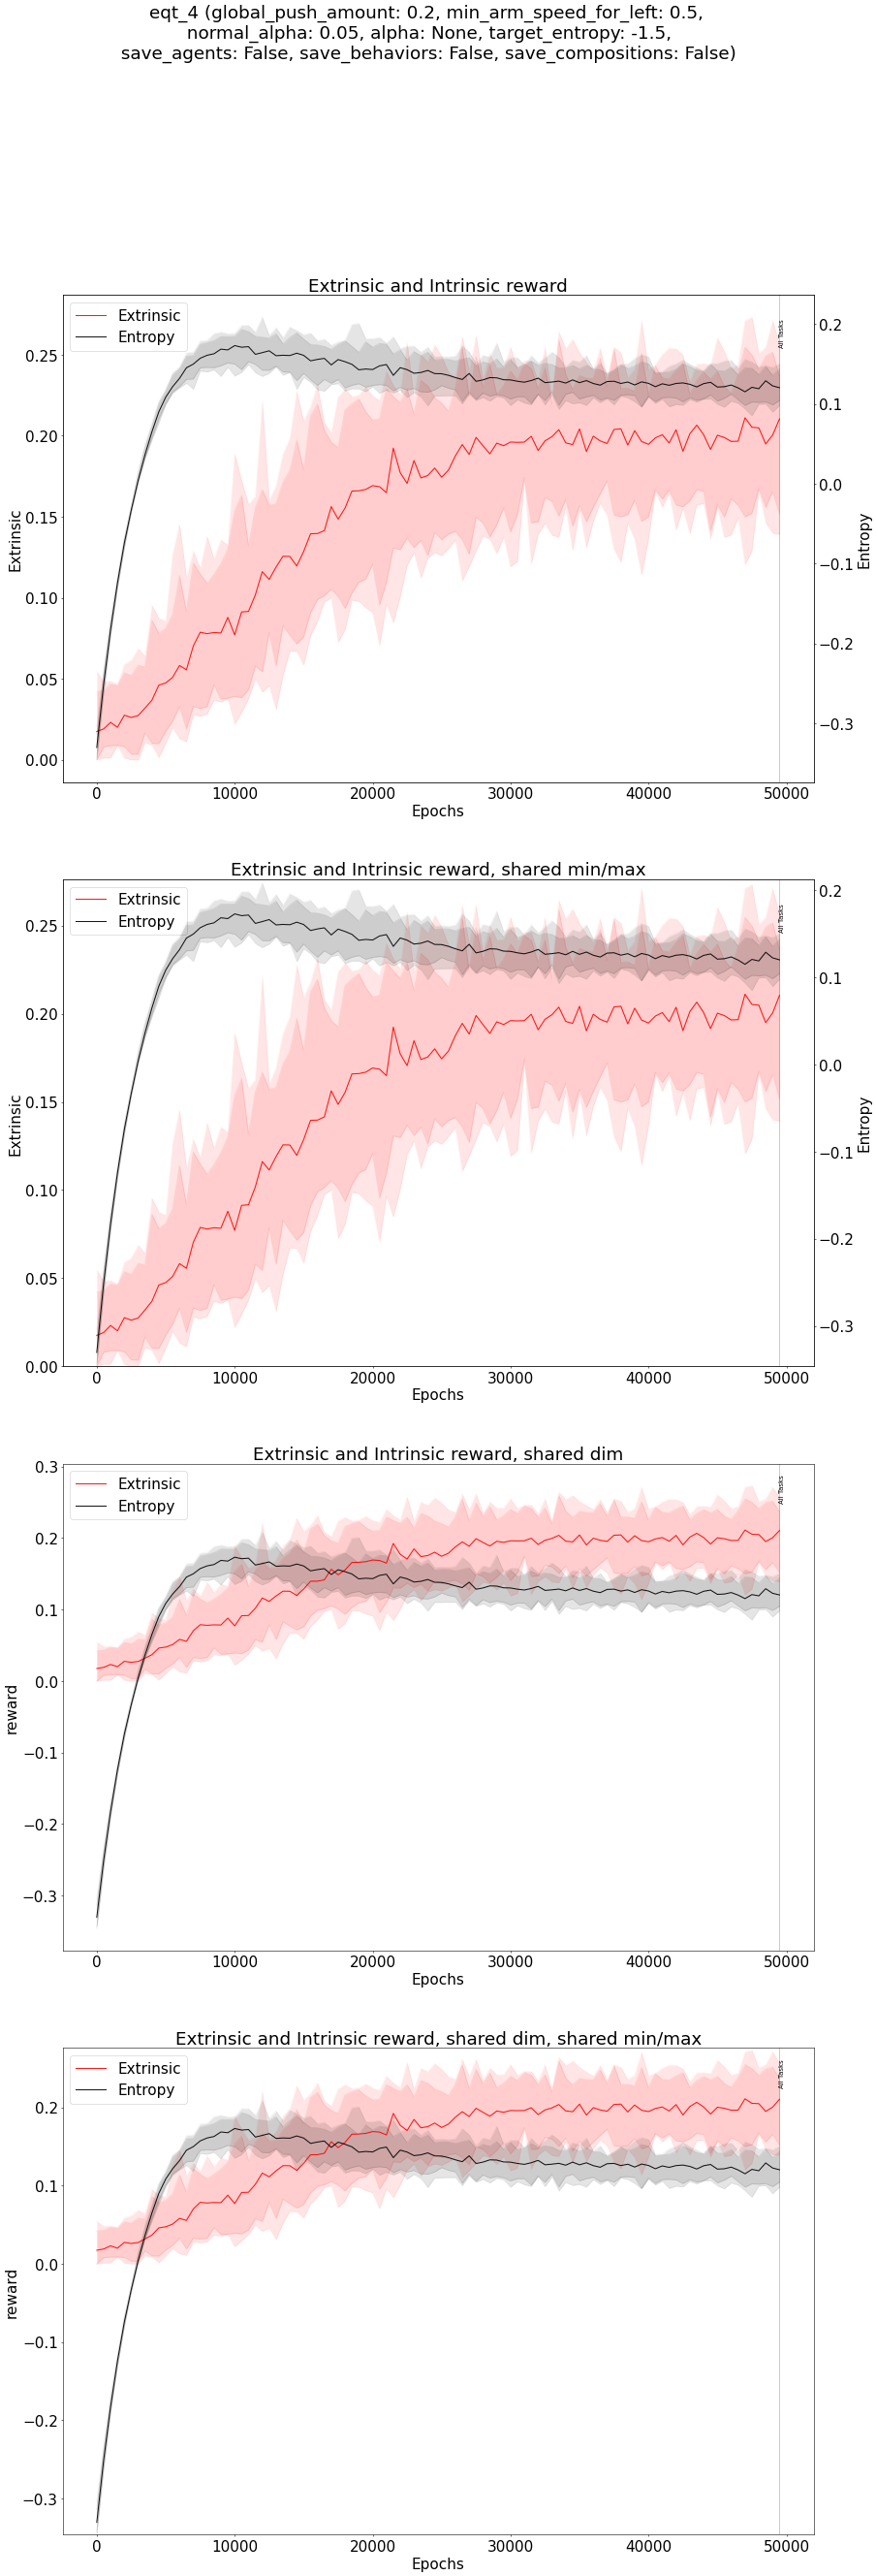 eqt_4 (global_push_amount: 0.2, min_arm_speed_for_left: 0.5,
normal_alpha: 0.05, alpha: None, target_entropy: -1.5,
save_agents: False, save_behaviors: False, save_compositions: False)
Extrinsic and Intrinsic reward
Extrinsic
Entropy
All Tasks
0.25
0.20
0.15
0.10
0.05
0.00
Extrinsic
0.2
0.1
0.0
−0.1
−0.2
−0.3
Entropy
0
10000
20000
30000
40000
50000
Epochs
Extrinsic and Intrinsic reward, shared min/max
Extrinsic
Entropy
All Tasks
0.25
0.20
0.15
0.10
0.05
0.00
Extrinsic
0.2
0.1
0.0
−0.1
−0.2
−0.3
Entropy
0
10000
20000
30000
40000
50000
Epochs
Extrinsic and Intrinsic reward, shared dim
Extrinsic
Entropy
All Tasks
0.3
0.2
0.1
0.0
−0.1
−0.2
−0.3
reward
0
10000
20000
30000
40000
50000
Epochs
Extrinsic and Intrinsic reward, shared dim, shared min/max
Extrinsic
Entropy
All Tasks
0.2
0.1
0.0
−0.1
−0.2
−0.3
reward
0
10000
20000
30000
40000
50000
Epochs